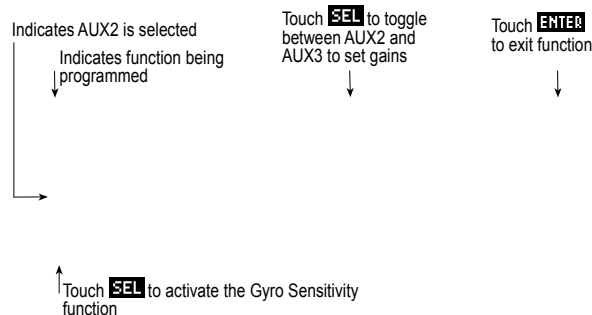 Indicates AUX2 is selected
Indicates function being
programmed
Touch SEL to toggle
between AUX2 and
AUX3 to set gains
Touch ENTER
to exit function
Touch SEL to activate the Gyro Sensitivity
function